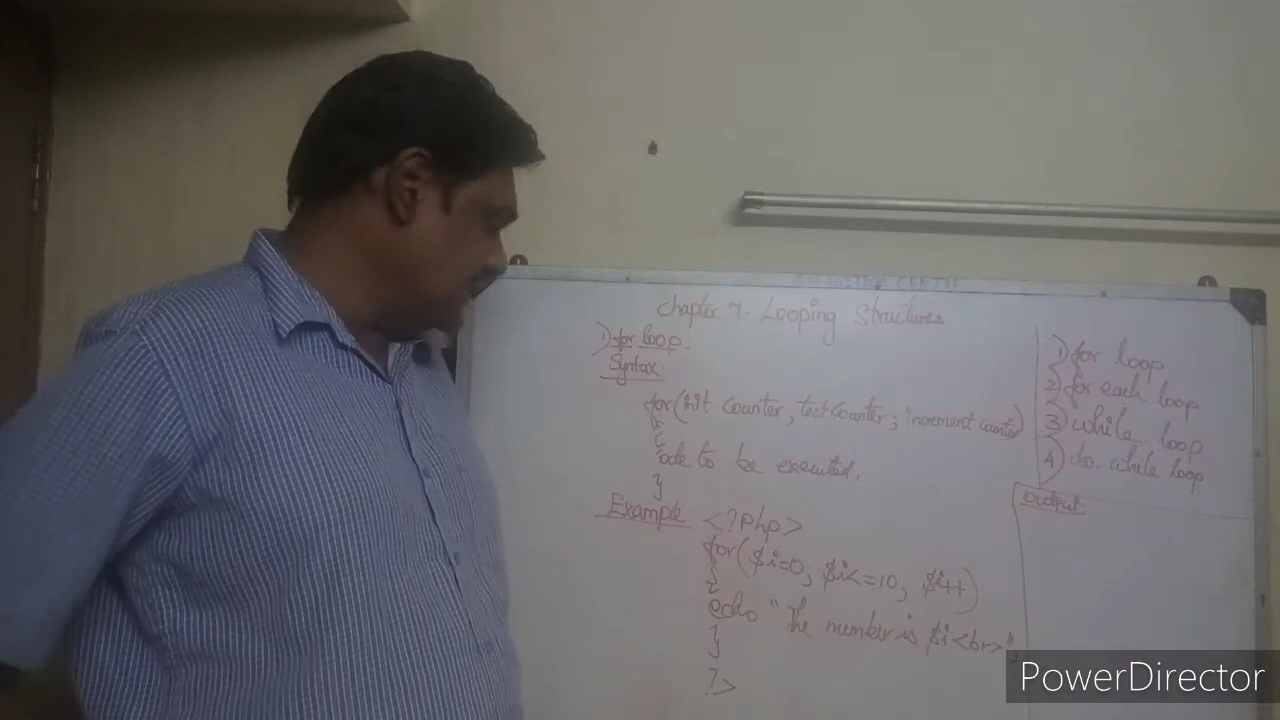 Chapter 7- Looping Structures
1) for loop.
Syntax
for(init counter, test counter; increment counter)
{
code to be executed,
}
Example <?php>
for($i=0; $i<=10, $i++)
{
echo "The member is $i<br>";
}
?>
1) for loop
2) for each loop
3) while loop
4) do-while loop
Output
PowerDirector